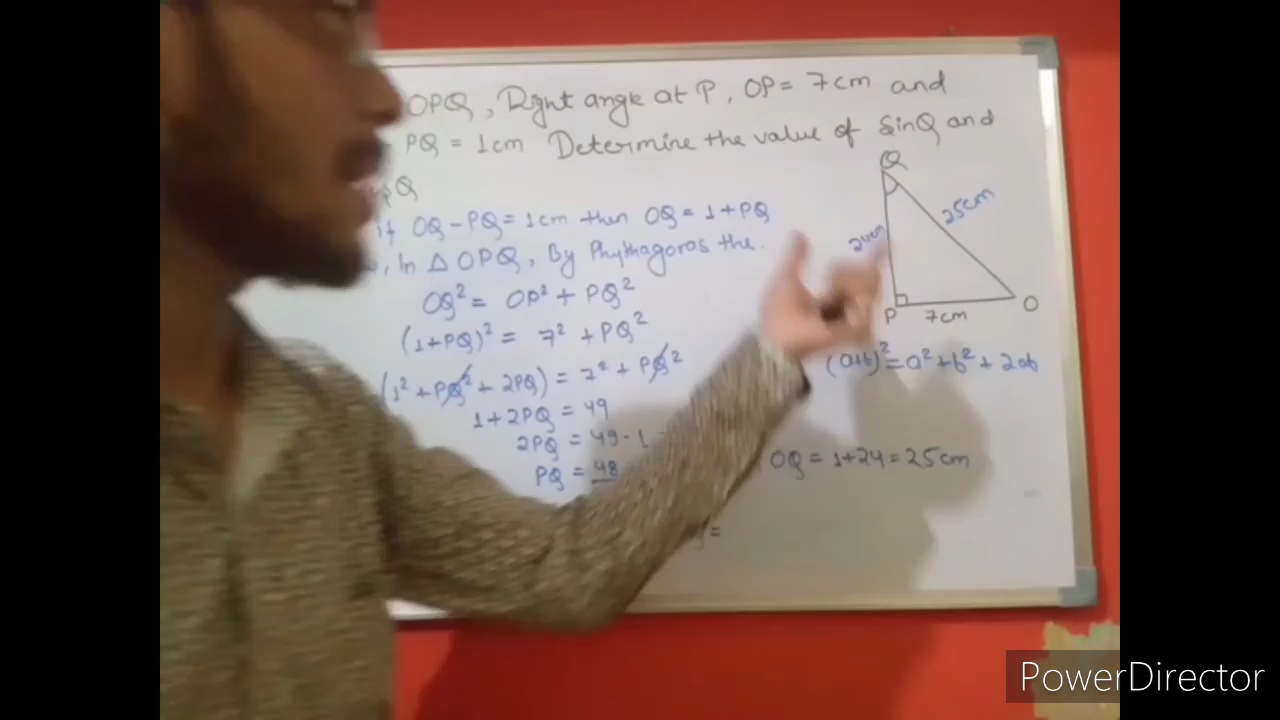 OPQ, Right angle at P, OP = 7cm and
PQ = 1cm Determine the value of SinQ and
Q
if OQ - PQ = 1cm then OQ = 1 + PQ
, In △ OPQ, By Phythagoras the.
OQ² = OP² + PQ²
(1+PQ)² = 7² + PQ²
(1² + PQ² + 2PQ) = 7² + PQ²
1 + 2PQ = 49
2PQ = 49 - 1
PQ = 48
=
Q
25cm
24cm
P
7cm
O
(a+b)² = a² + b² + 2ab
OQ = 1 + 24 = 25cm
PowerDirector